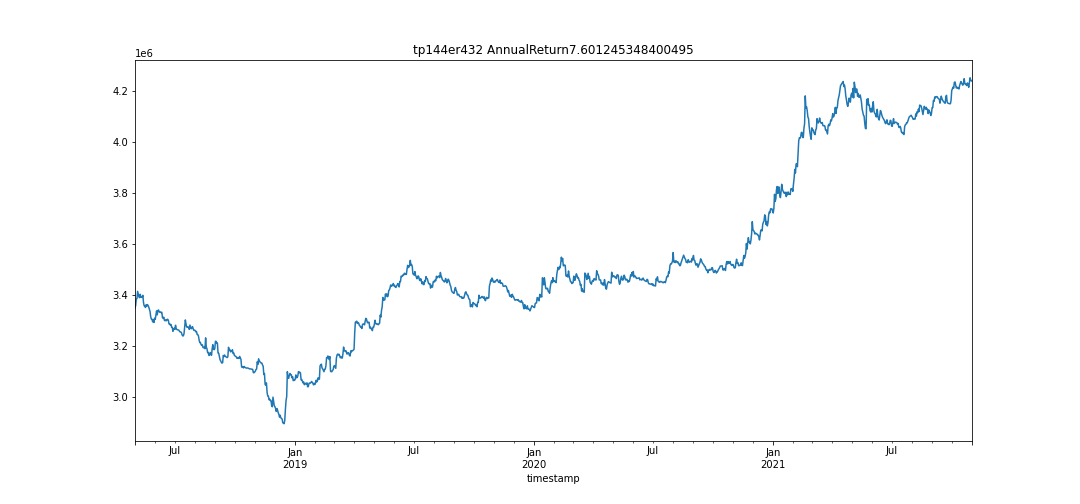 tp144er432 AnnualReturn7.601245348400495
1e6
4.2
4.0
3.8
3.6
3.4
3.2
3.0
Jul Jan Jul Jan Jul Jan Jul
2019 2020 2021
timestamp